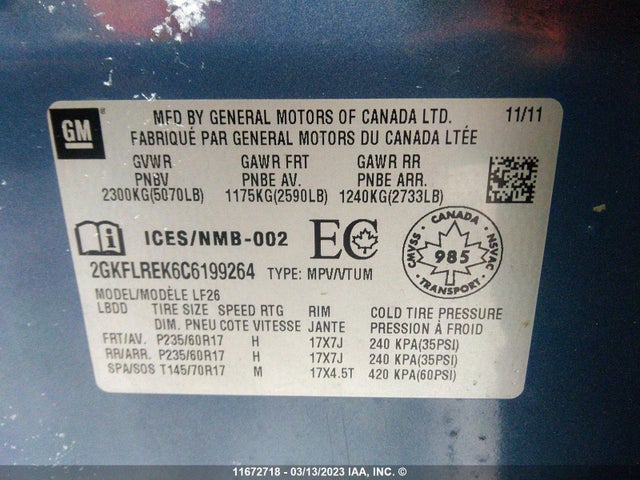 GM
MFD BY GENERAL MOTORS OF CANADA LTD. 11/11
FABRIQUÉ PAR GENERAL MOTORS DU CANADA LTÉE
GVWR GAWR FRT GAWR RR
PNBV PNBE AV. PNBE ARR.
2300KG(5070LB) 1175KG(2590LB) 1240KG(2733LB)
i ICES/NMB-002 EC
CANADA
CMVSS 985 NSVAC
TRANSPORT
2GKFLREK6C6199264 TYPE: MPV/VTUM
MODEL/MODÈLE LF26
LBDD TIRE SIZE SPEED RTG RIM COLD TIRE PRESSURE
DIM. PNEU COTE VITESSE JANTE PRESSION À FROID
FRT/AV. P235/60R17 H 17X7J 240 KPA(35PSI)
RR/ARR. P235/60R17 H 17X7J 240 KPA(35PSI)
SPA/SOS T145/70R17 M 17X4.5T 420 KPA(60PSI)
11672718 - 03/13/2023 IAA, INC. ©